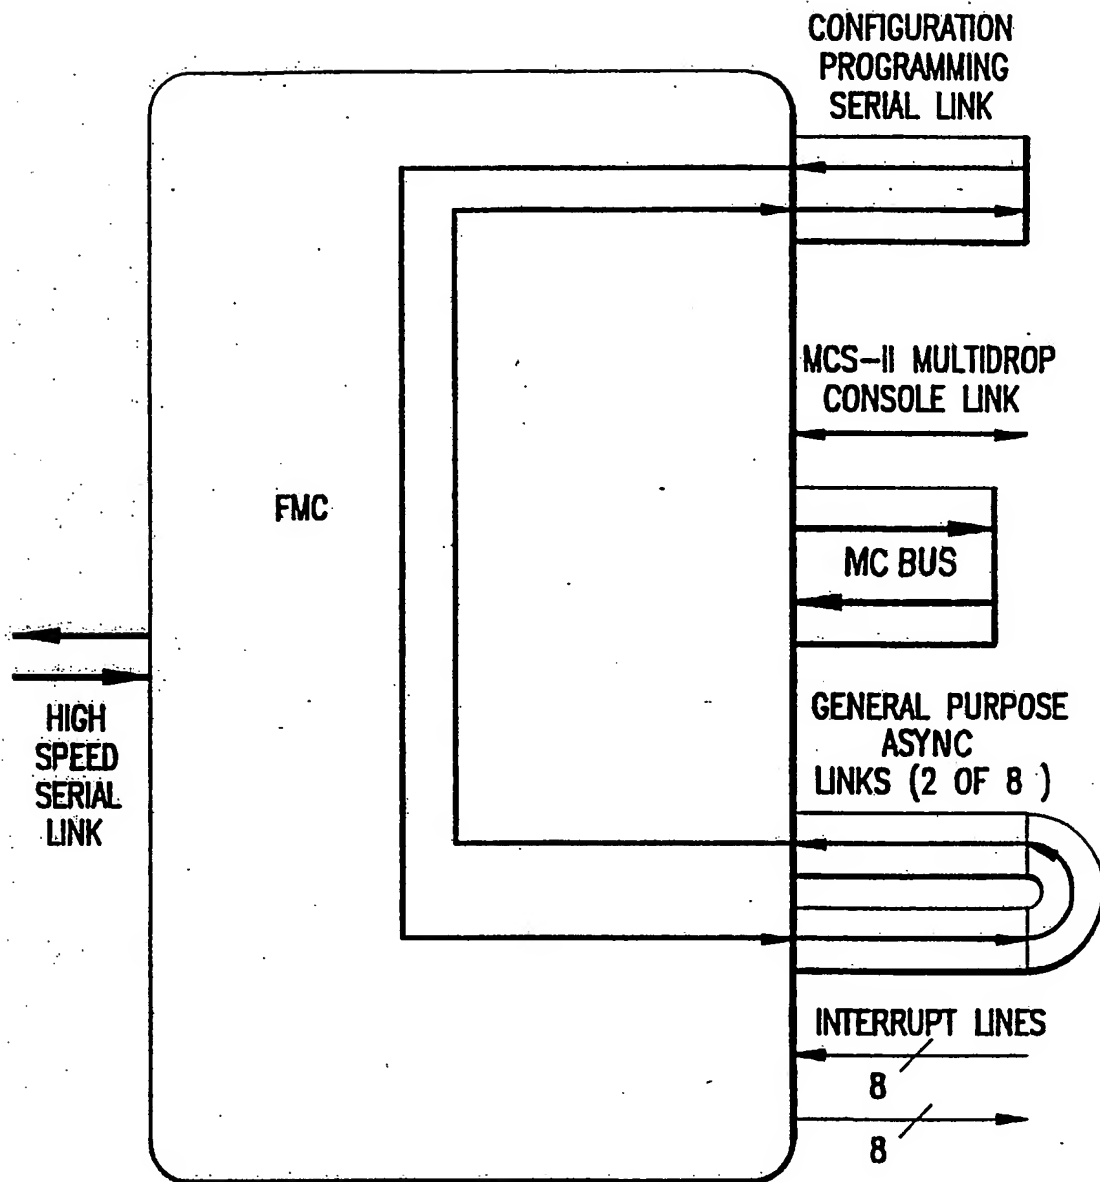 CONFIGURATION
PROGRAMMING
SERIAL LINK
MCS-II MULTIDROP
CONSOLE LINK
FMC
MC BUS
HIGH
SPEED
SERIAL
LINK
GENERAL PURPOSE
ASYNC
LINKS (2 OF 8 )
INTERRUPT LINES
8
8